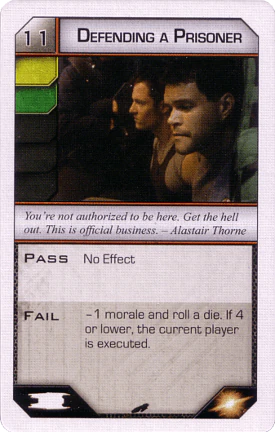 11 DEFENDING A PRISONER
You're not authorized to be here. Get the hell
out. This is official business. – Alastair Thorne
PASS No Effect
FAIL –1 morale and roll a die. If 4
or lower, the current player
is executed.